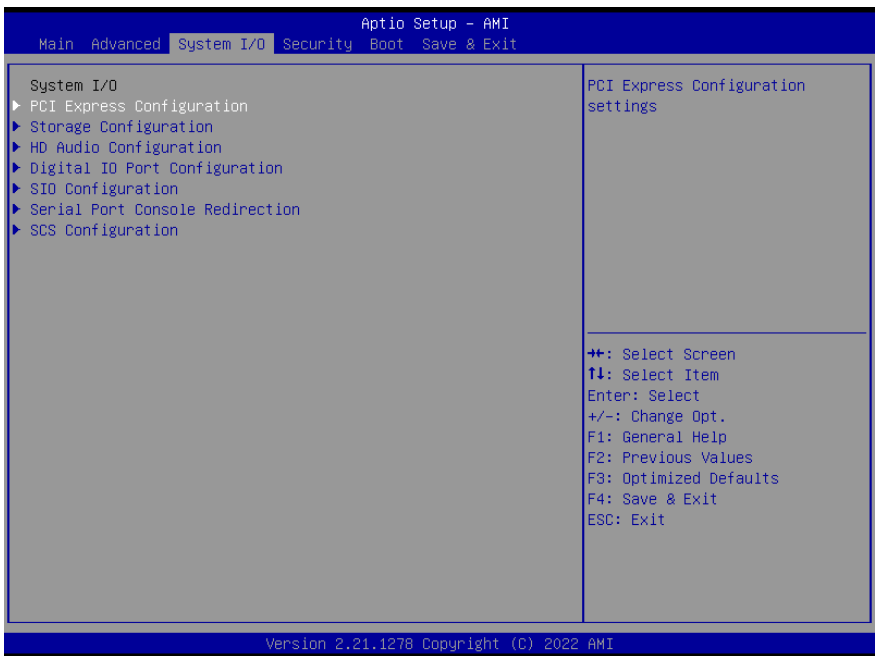 Aptio Setup – AMI
Main Advanced System I/O Security Boot Save & Exit
System I/O
▶ PCI Express Configuration
▶ Storage Configuration
▶ HD Audio Configuration
▶ Digital IO Port Configuration
▶ SIO Configuration
▶ Serial Port Console Redirection
▶ SCS Configuration
PCI Express Configuration
settings
→←: Select Screen
↑↓: Select Item
Enter: Select
+/-: Change Opt.
F1: General Help
F2: Previous Values
F3: Optimized Defaults
F4: Save & Exit
ESC: Exit
Version 2.21.1278 Copyright (C) 2022 AMI